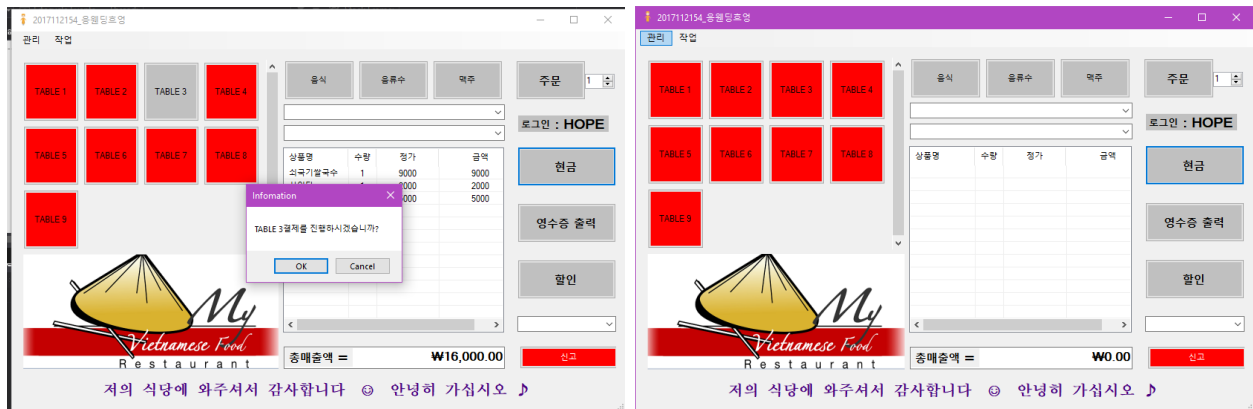 2017112154_응웬딩효영
관리 작업
TABLE 1 TABLE 2 TABLE 3 TABLE 4
TABLE 5 TABLE 6 TABLE 7 TABLE 8
TABLE 9
음식 음류수 맥주
주문 1
로그인 : HOPE
상품명 수량 정가 금액
쇠국기쌀국수 1 9000 9000
2000 2000
5000
현금
영수증 출력
할인
Infomation
TABLE 3결제를 진행하시겠습니까?
OK Cancel
My
Vietnamese Food
Restaurant
총매출액 = ₩16,000.00
신고
저의 식당에 와주셔서 감사합니다 ☺ 안녕히 가십시오 ♪
2017112154_응웬딩효영
관리 작업
TABLE 1 TABLE 2 TABLE 3 TABLE 4
TABLE 5 TABLE 6 TABLE 7 TABLE 8
TABLE 9
음식 음류수 맥주
주문 1
로그인 : HOPE
상품명 수량 정가 금액
현금
영수증 출력
할인
My
Vietnamese Food
Restaurant
총매출액 = ₩0.00
신고
저의 식당에 와주셔서 감사합니다 ☺ 안녕히 가십시오 ♪